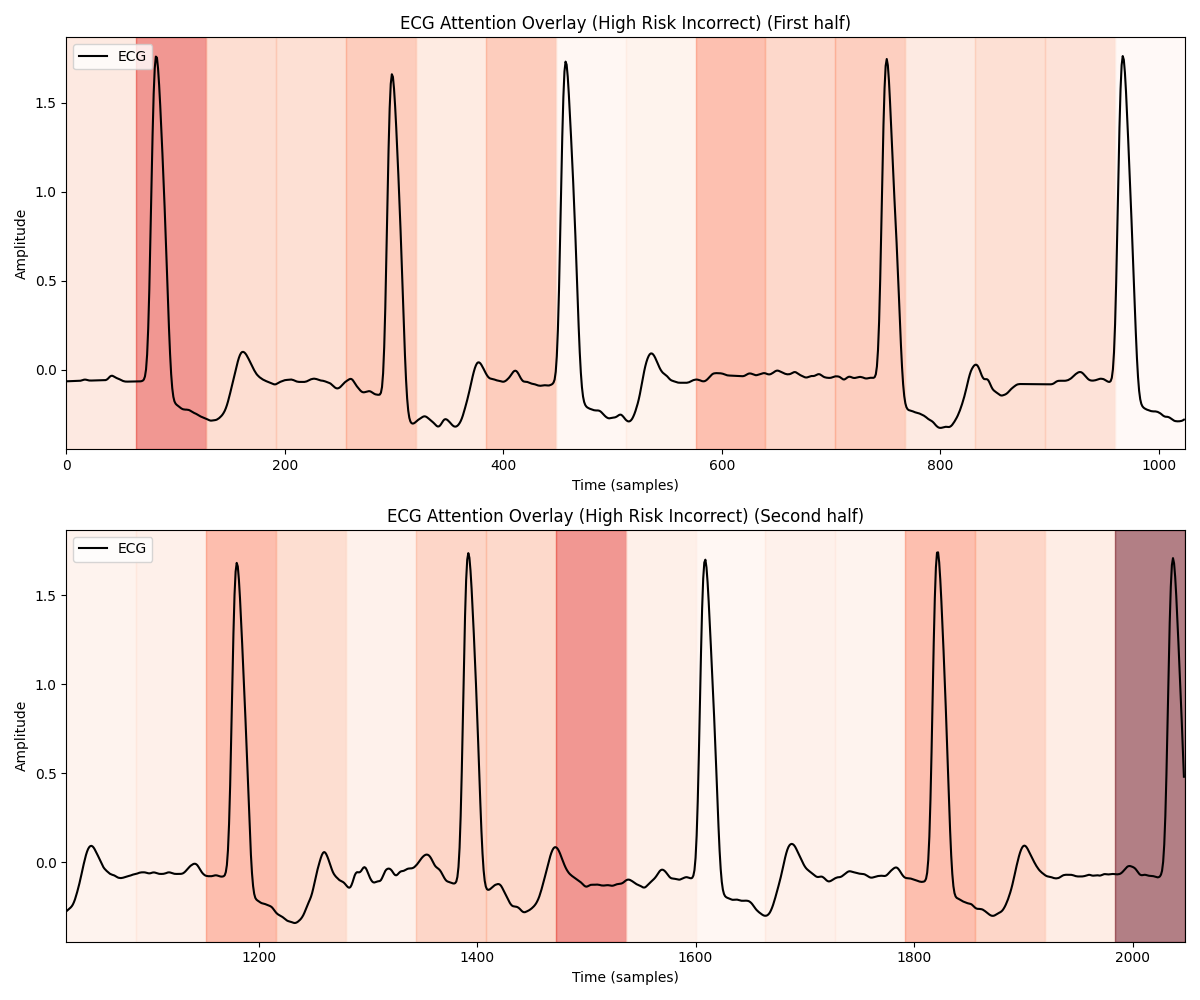 ECG Attention Overlay (High Risk Incorrect) (First half)
ECG
Amplitude
1.5
1.0
0.5
0.0
0 200 400 600 800 1000
Time (samples)
ECG Attention Overlay (High Risk Incorrect) (Second half)
ECG
Amplitude
1.5
1.0
0.5
0.0
1200 1400 1600 1800 2000
Time (samples)